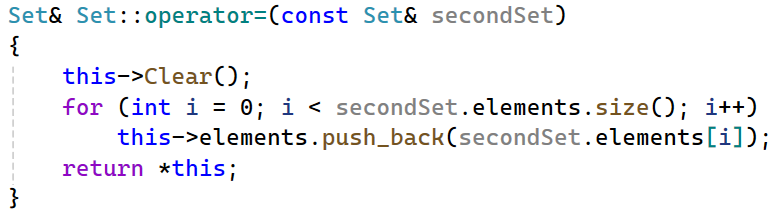 Set& Set::operator=(const Set& secondSet)
{
    this->Clear();
    for (int i = 0; i < secondSet.elements.size(); i++)
        this->elements.push_back(secondSet.elements[i]);
    return *this;
}